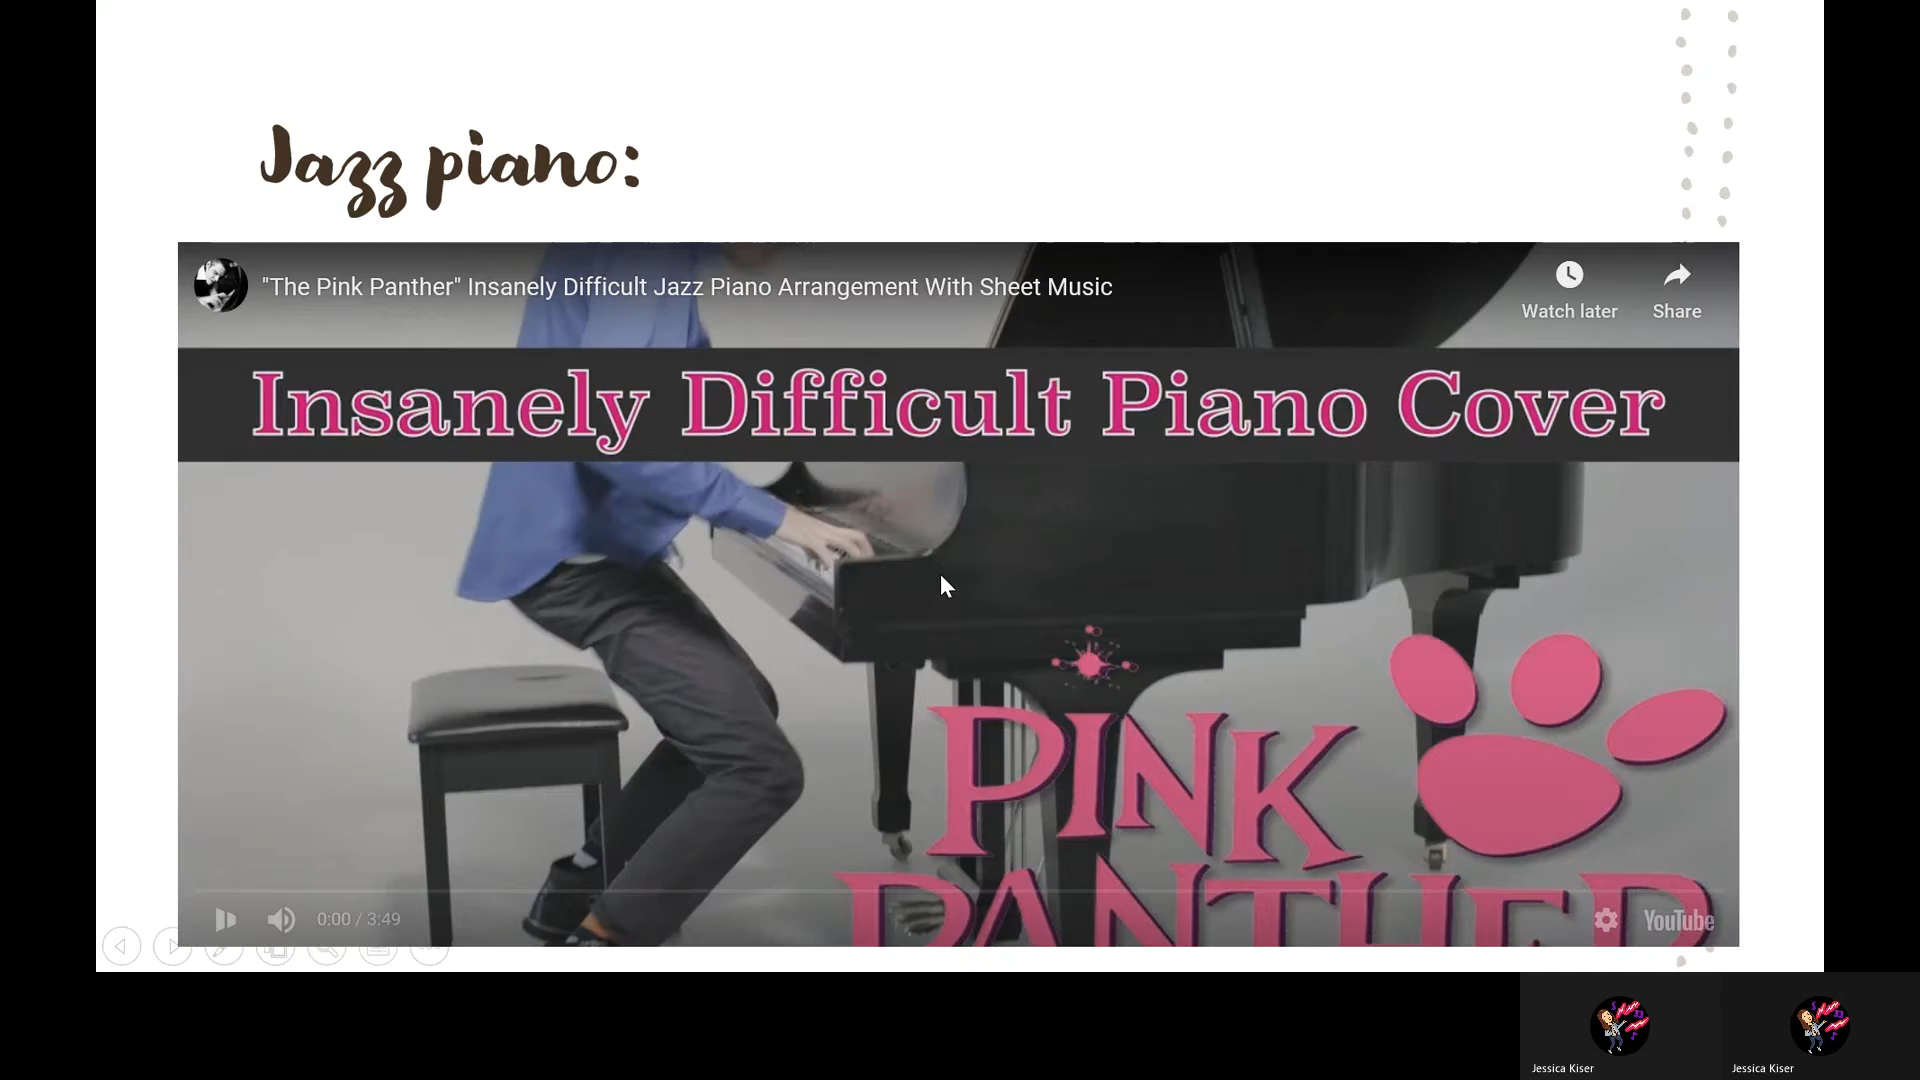 Jazz piano:
"The Pink Panther" Insanely Difficult Jazz Piano Arrangement With Sheet Music
Watch later
Share
Insanely Difficult Piano Cover
PINK
PANTHER
0:00 / 3:49
YouTube
Jessica Kiser
Jessica Kiser